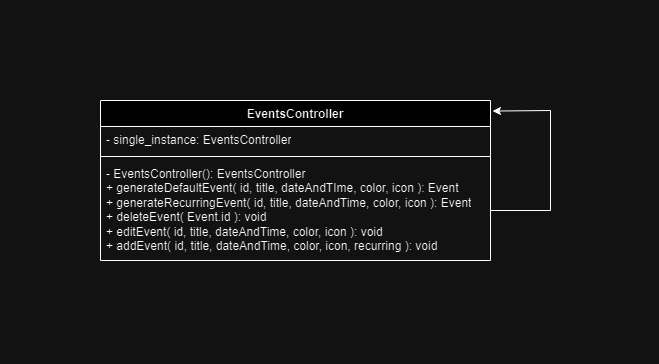 EventsController
- single_instance: EventsController
- EventsController(): EventsController
+ generateDefaultEvent( id, title, dateAndTIme, color, icon ): Event
+ generateRecurringEvent( id, title, dateAndTime, color, icon ): Event
+ deleteEvent( Event.id ): void
+ editEvent( id, title, dateAndTime, color, icon ): void
+ addEvent( id, title, dateAndTime, color, icon, recurring ): void